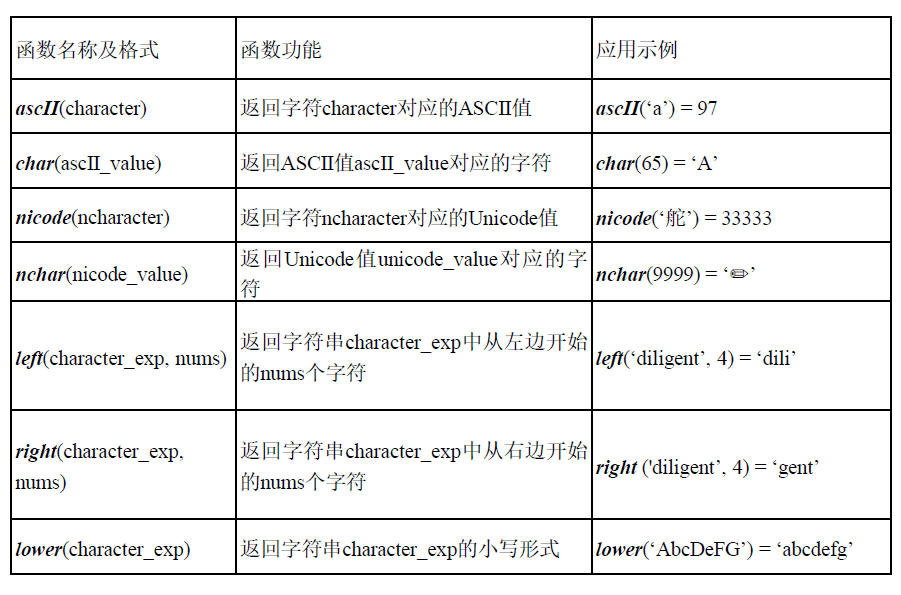 函数名称及格式
函数功能
应用示例
ascII(character)
返回字符character对应的ASCII值
ascII(‘a’) = 97
char(ascII_value)
返回ASCII值ascII_value对应的字符
char(65) = ‘A’
nicode(ncharacter)
返回字符ncharacter对应的Unicode值
nicode(‘舵’) = 33333
nchar(nicode_value)
返回Unicode值unicode_value对应的字
符
nchar(9999) = ‘✏’
left(character_exp, nums)
返回字符串character_exp中从左边开始
的nums个字符
left(‘diligent’, 4) = ‘dili’
right(character_exp,
nums)
返回字符串character_exp中从右边开始
的nums个字符
right ('diligent’, 4) = ‘gent’
lower(character_exp)
返回字符串character_exp的小写形式
lower(‘AbcDeFG’) = ‘abcdefg’